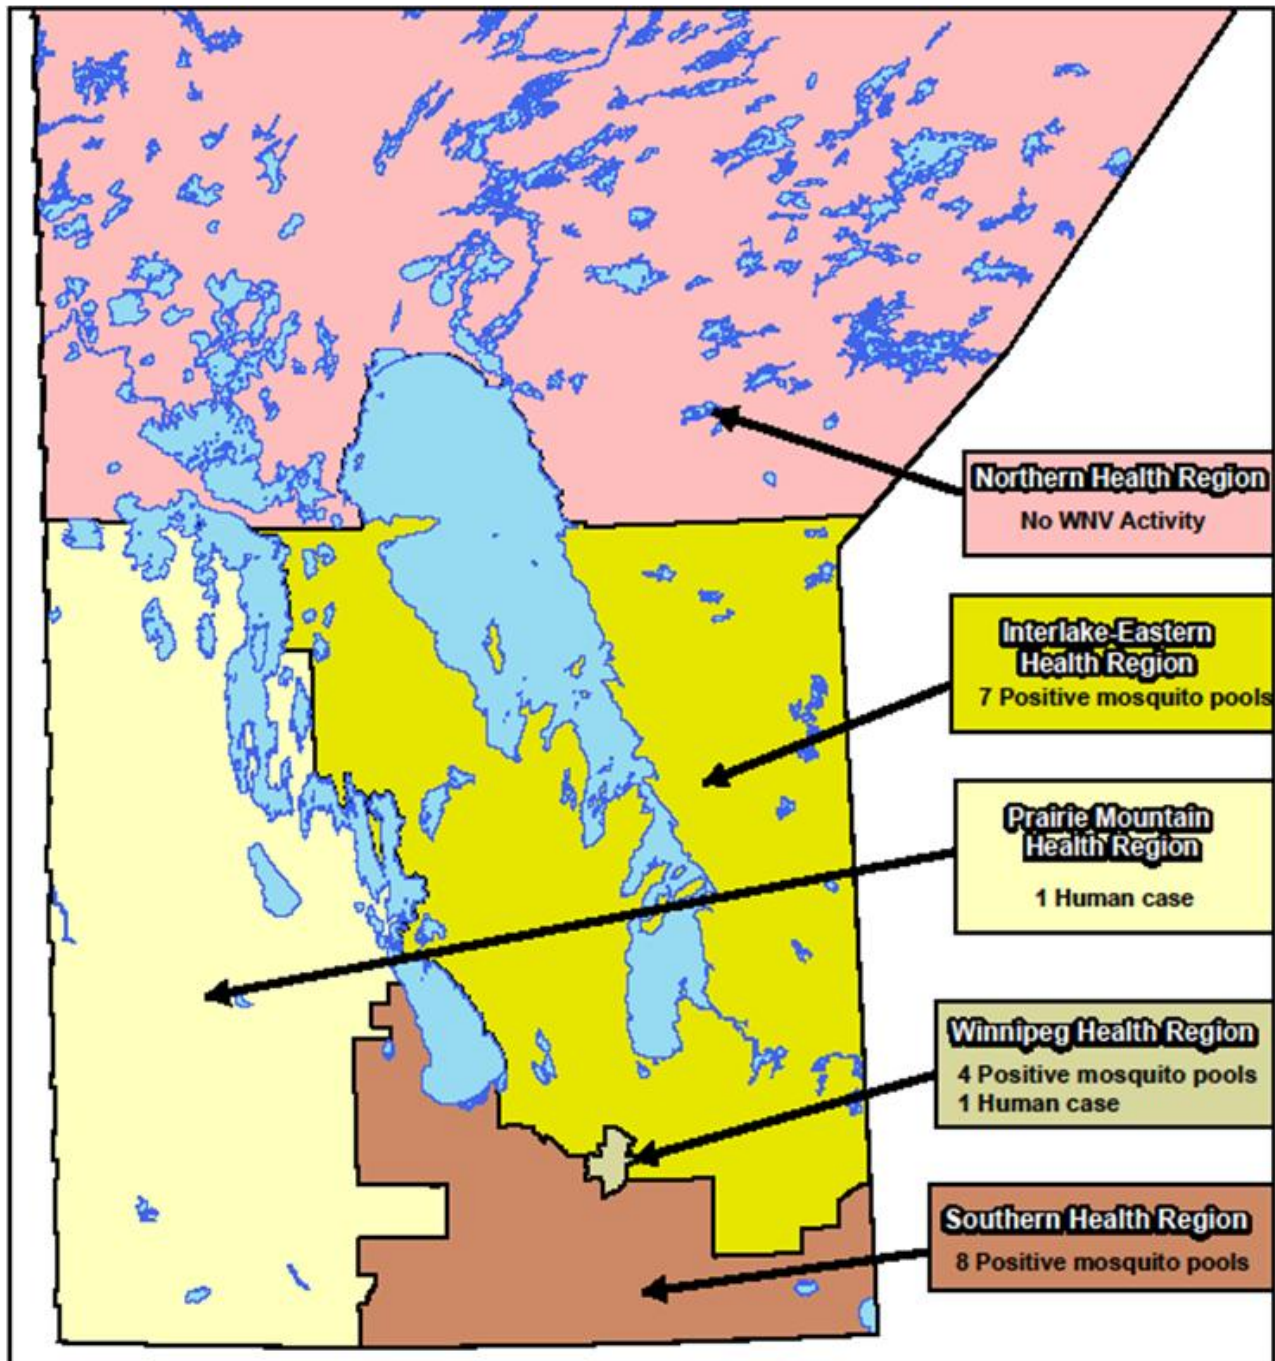 Northern Health Region
No WNV Activity
Interlake-Eastern
Health Region
7 Positive mosquito pools
Prairie Mountain
Health Region
1 Human case
Winnipeg Health Region
4 Positive mosquito pools
1 Human case
Southern Health Region
8 Positive mosquito pools